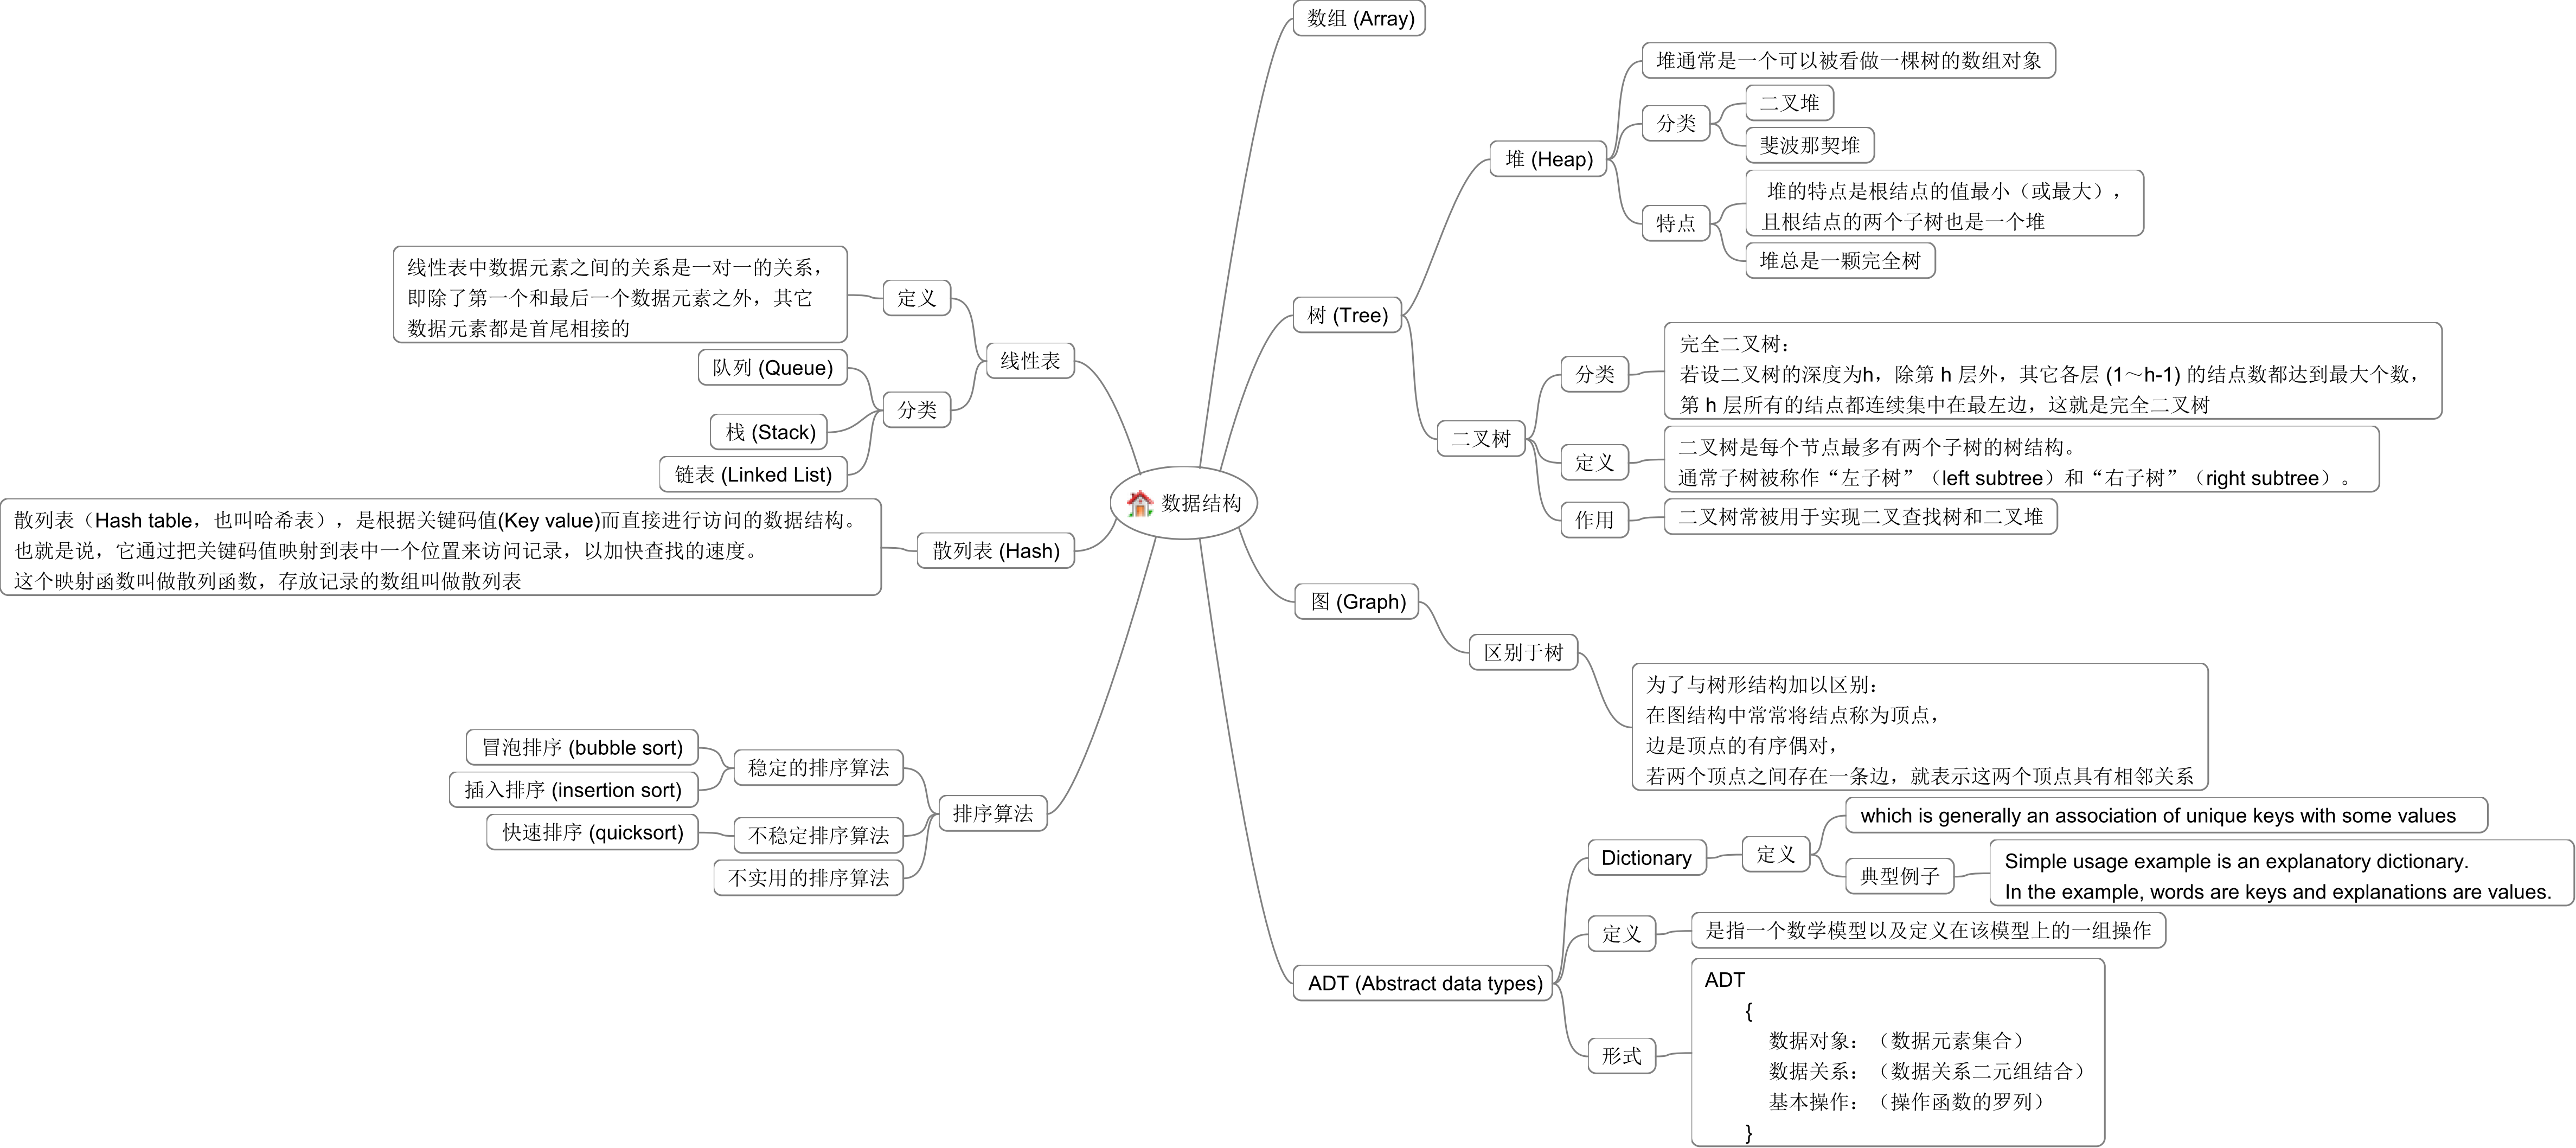 数据结构
数组 (Array)
树 (Tree)
堆 (Heap)
堆通常是一个可以被看做一棵树的数组对象
分类
二叉堆
斐波那契堆
特点
堆的特点是根结点的值最小（或最大），
且根结点的两个子树也是一个堆
堆总是一颗完全树
二叉树
分类
完全二叉树：
若设二叉树的深度为h，除第 h 层外，其它各层 (1～h-1) 的结点数都达到最大个数，
第 h 层所有的结点都连续集中在最左边，这就是完全二叉树
定义
二叉树是每个节点最多有两个子树的树结构。
通常子树被称作“左子树”（left subtree）和“右子树”（right subtree）。
作用
二叉树常被用于实现二叉查找树和二叉堆
图 (Graph)
区别于树
为了与树形结构加以区别：
在图结构中常常将结点称为顶点，
边是顶点的有序偶对，
若两个顶点之间存在一条边，就表示这两个顶点具有相邻关系
ADT (Abstract data types)
Dictionary
定义
which is generally an association of unique keys with some values
典型例子
Simple usage example is an explanatory dictionary.
In the example, words are keys and explanations are values.
定义
是指一个数学模型以及定义在该模型上的一组操作
形式
ADT
{
数据对象：（数据元素集合）
数据关系：（数据关系二元组结合）
基本操作：（操作函数的罗列）
}
线性表
定义
线性表中数据元素之间的关系是一对一的关系，
即除了第一个和最后一个数据元素之外，其它
数据元素都是首尾相接的
分类
队列 (Queue)
栈 (Stack)
链表 (Linked List)
散列表 (Hash)
散列表（Hash table，也叫哈希表），是根据关键码值(Key value)而直接进行访问的数据结构。
也就是说，它通过把关键码值映射到表中一个位置来访问记录，以加快查找的速度。
这个映射函数叫做散列函数，存放记录的数组叫做散列表
排序算法
稳定的排序算法
冒泡排序 (bubble sort)
插入排序 (insertion sort)
不稳定排序算法
快速排序 (quicksort)
不实用的排序算法